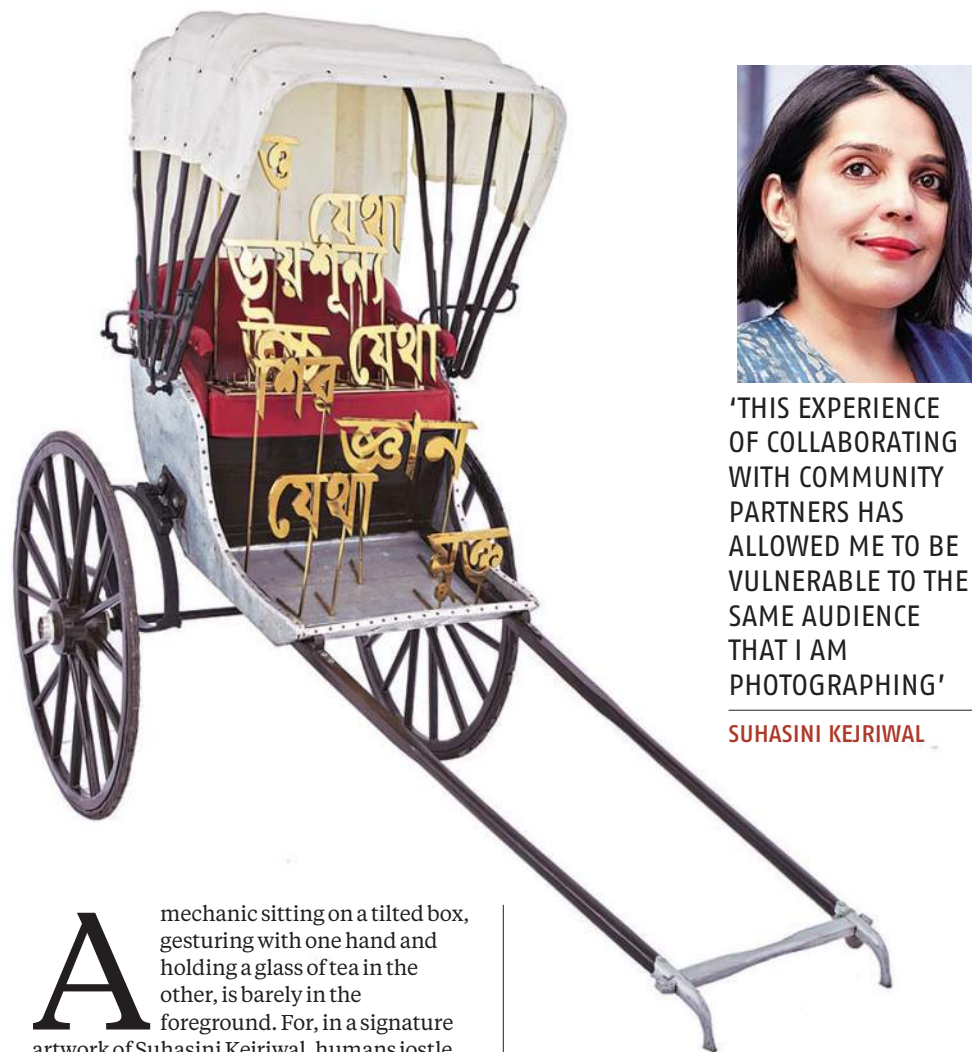 ত্ত
যেথা
ভয়শূন্য
উচ্চ যেথা
শির
জ্ঞান
যেথা
মুক্ত
‘THIS EXPERIENCE
OF COLLABORATING
WITH COMMUNITY
PARTNERS HAS
ALLOWED ME TO BE
VULNERABLE TO THE
SAME AUDIENCE
THAT I AM
PHOTOGRAPHING’
SUHASINI KEJRIWAL
A mechanic sitting on a tilted box,
gesturing with one hand and
holding a glass of tea in the
other, is barely in the
foreground. For, in a signature
artwork of Suhasini Kejriwal, humans jostle